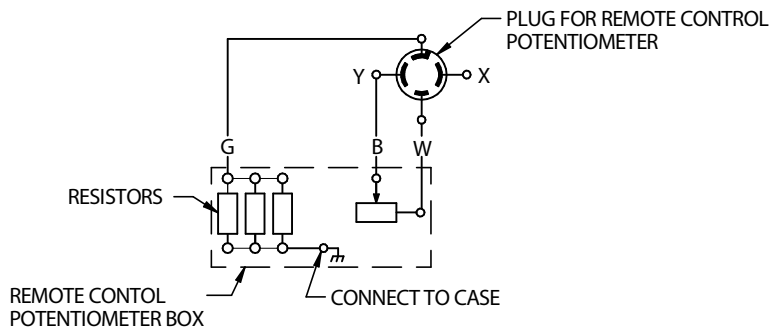 PLUG FOR REMOTE CONTROL
POTENTIOMETER
Y
X
G
B
W
RESISTORS
REMOTE CONTOL
POTENTIOMETER BOX
CONNECT TO CASE